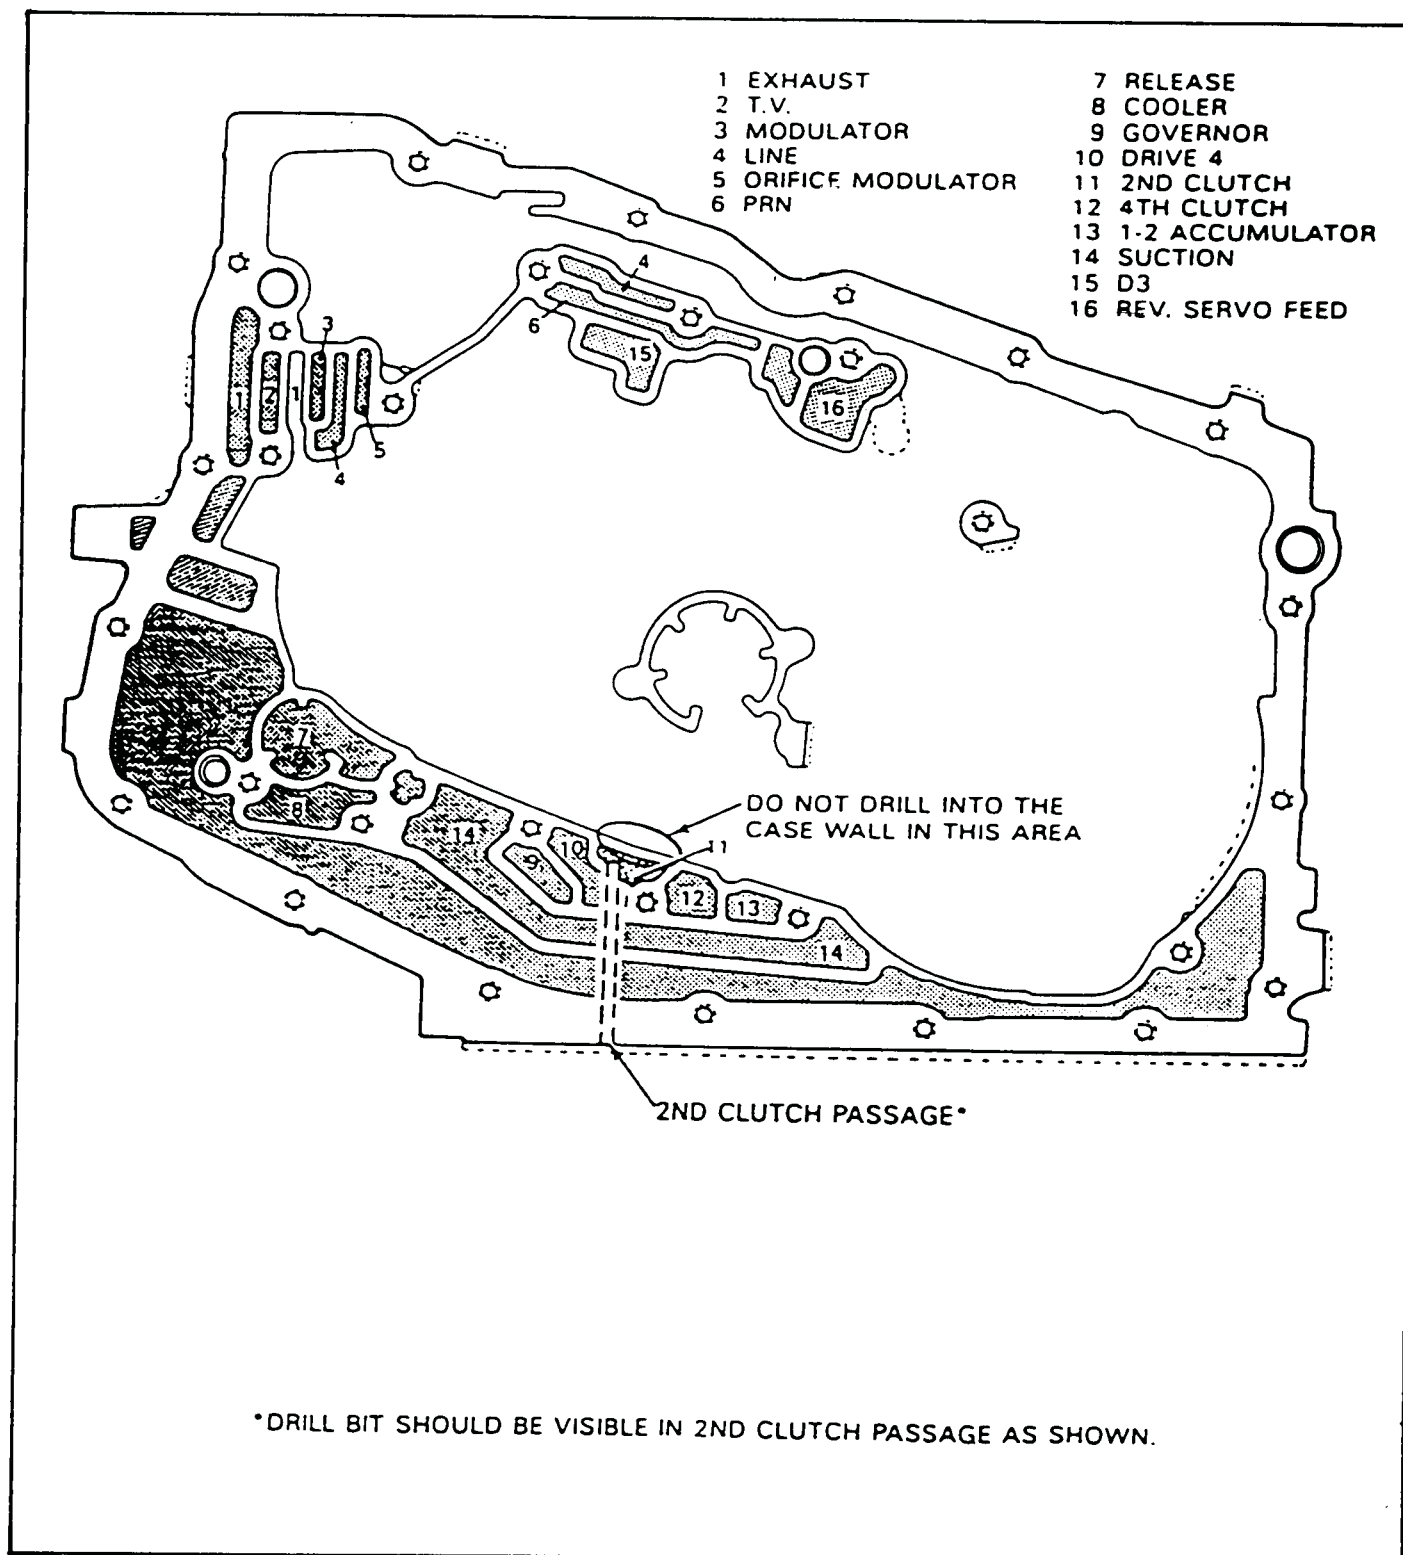 1 EXHAUST
2 T.V.
3 MODULATOR
4 LINE
5 ORIFICE MODULATOR
6 PRN
7 RELEASE
8 COOLER
9 GOVERNOR
10 DRIVE 4
11 2ND CLUTCH
12 4TH CLUTCH
13 1-2 ACCUMULATOR
14 SUCTION
15 D3
16 REV. SERVO FEED
4
6
15
3
16
1
2
1
5
4
7
8
14
DO NOT DRILL INTO THE
CASE WALL IN THIS AREA
10
11
9
12
13
14
2ND CLUTCH PASSAGE*
*DRILL BIT SHOULD BE VISIBLE IN 2ND CLUTCH PASSAGE AS SHOWN.